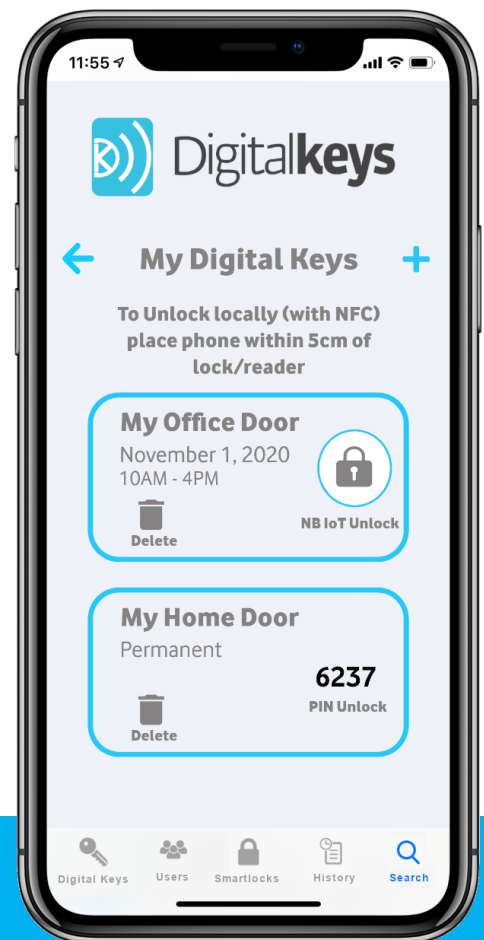 11:55
Digitalkeys
My Digital Keys
To Unlock locally (with NFC)
place phone within 5cm of
lock/reader
My Office Door
November 1, 2020
10AM - 4PM
Delete
NB IoT Unlock
My Home Door
Permanent
6237
PIN Unlock
Delete
Digital Keys
Users
Smartlocks
History
Search